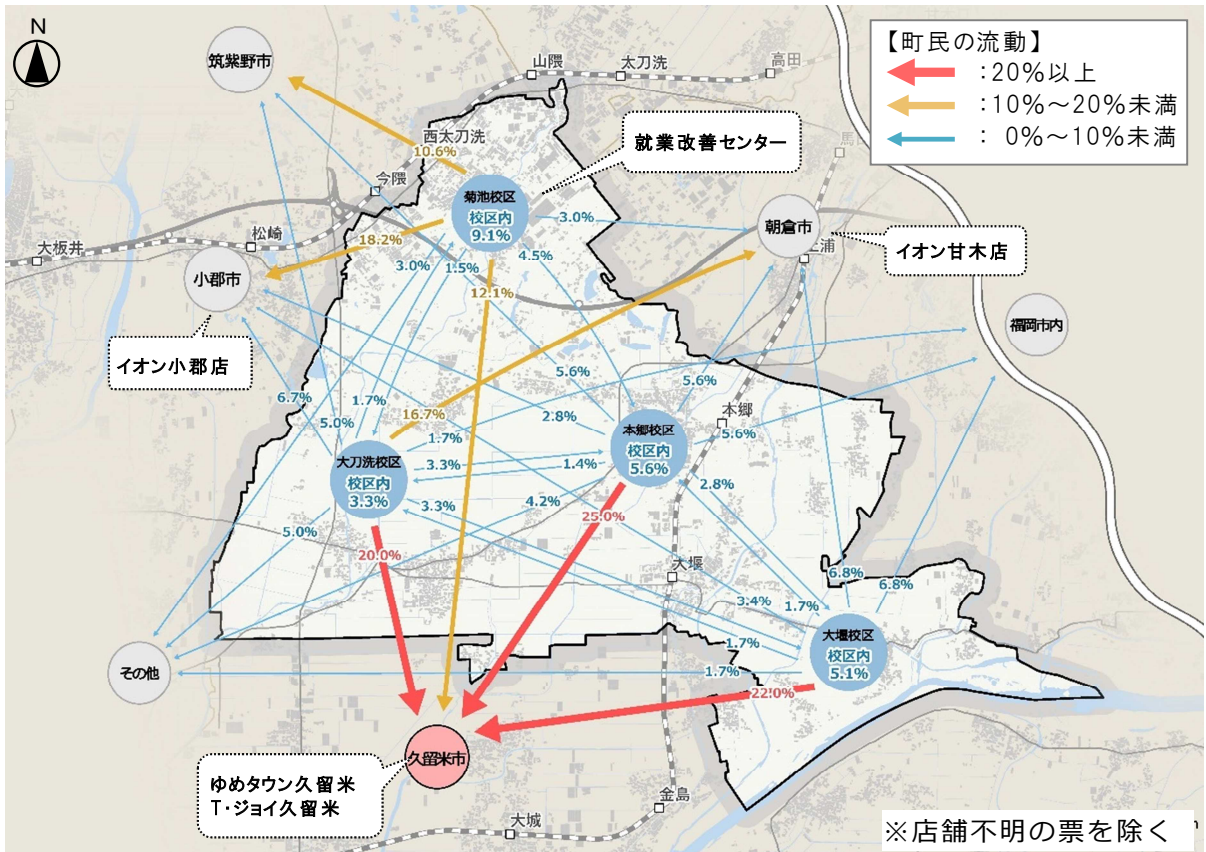 N
【町民の流動】
：20％以上
：10％～20％未満
： 0％～10％未満
筑紫野市
山隈
太刀洗
高田
西太刀洗
10.6%
就業改善センター
今隈
菊池校区
校区内
9.1%
3.0%
朝倉市
イオン甘木店
上浦
大板井
松崎
18.2%
3.0%
1.5%
4.5%
小郡市
12.1%
福岡市内
イオン小郡店
6.7%
5.0%
1.7%
16.7%
1.7%
2.8%
5.6%
5.6%
本郷
5.6%
本郷校区
校区内
5.6%
大刀洗校区
校区内
3.3%
3.3%
1.4%
3.3%
4.2%
2.8%
25.0%
5.0%
20.0%
大堰
6.8%
6.8%
3.4%
1.7%
大堰校区
校区内
5.1%
1.7%
1.7%
その他
22.0%
久留米市
ゆめタウン久留米
T・ジョイ久留米
金島
大城
※店舗不明の票を除く